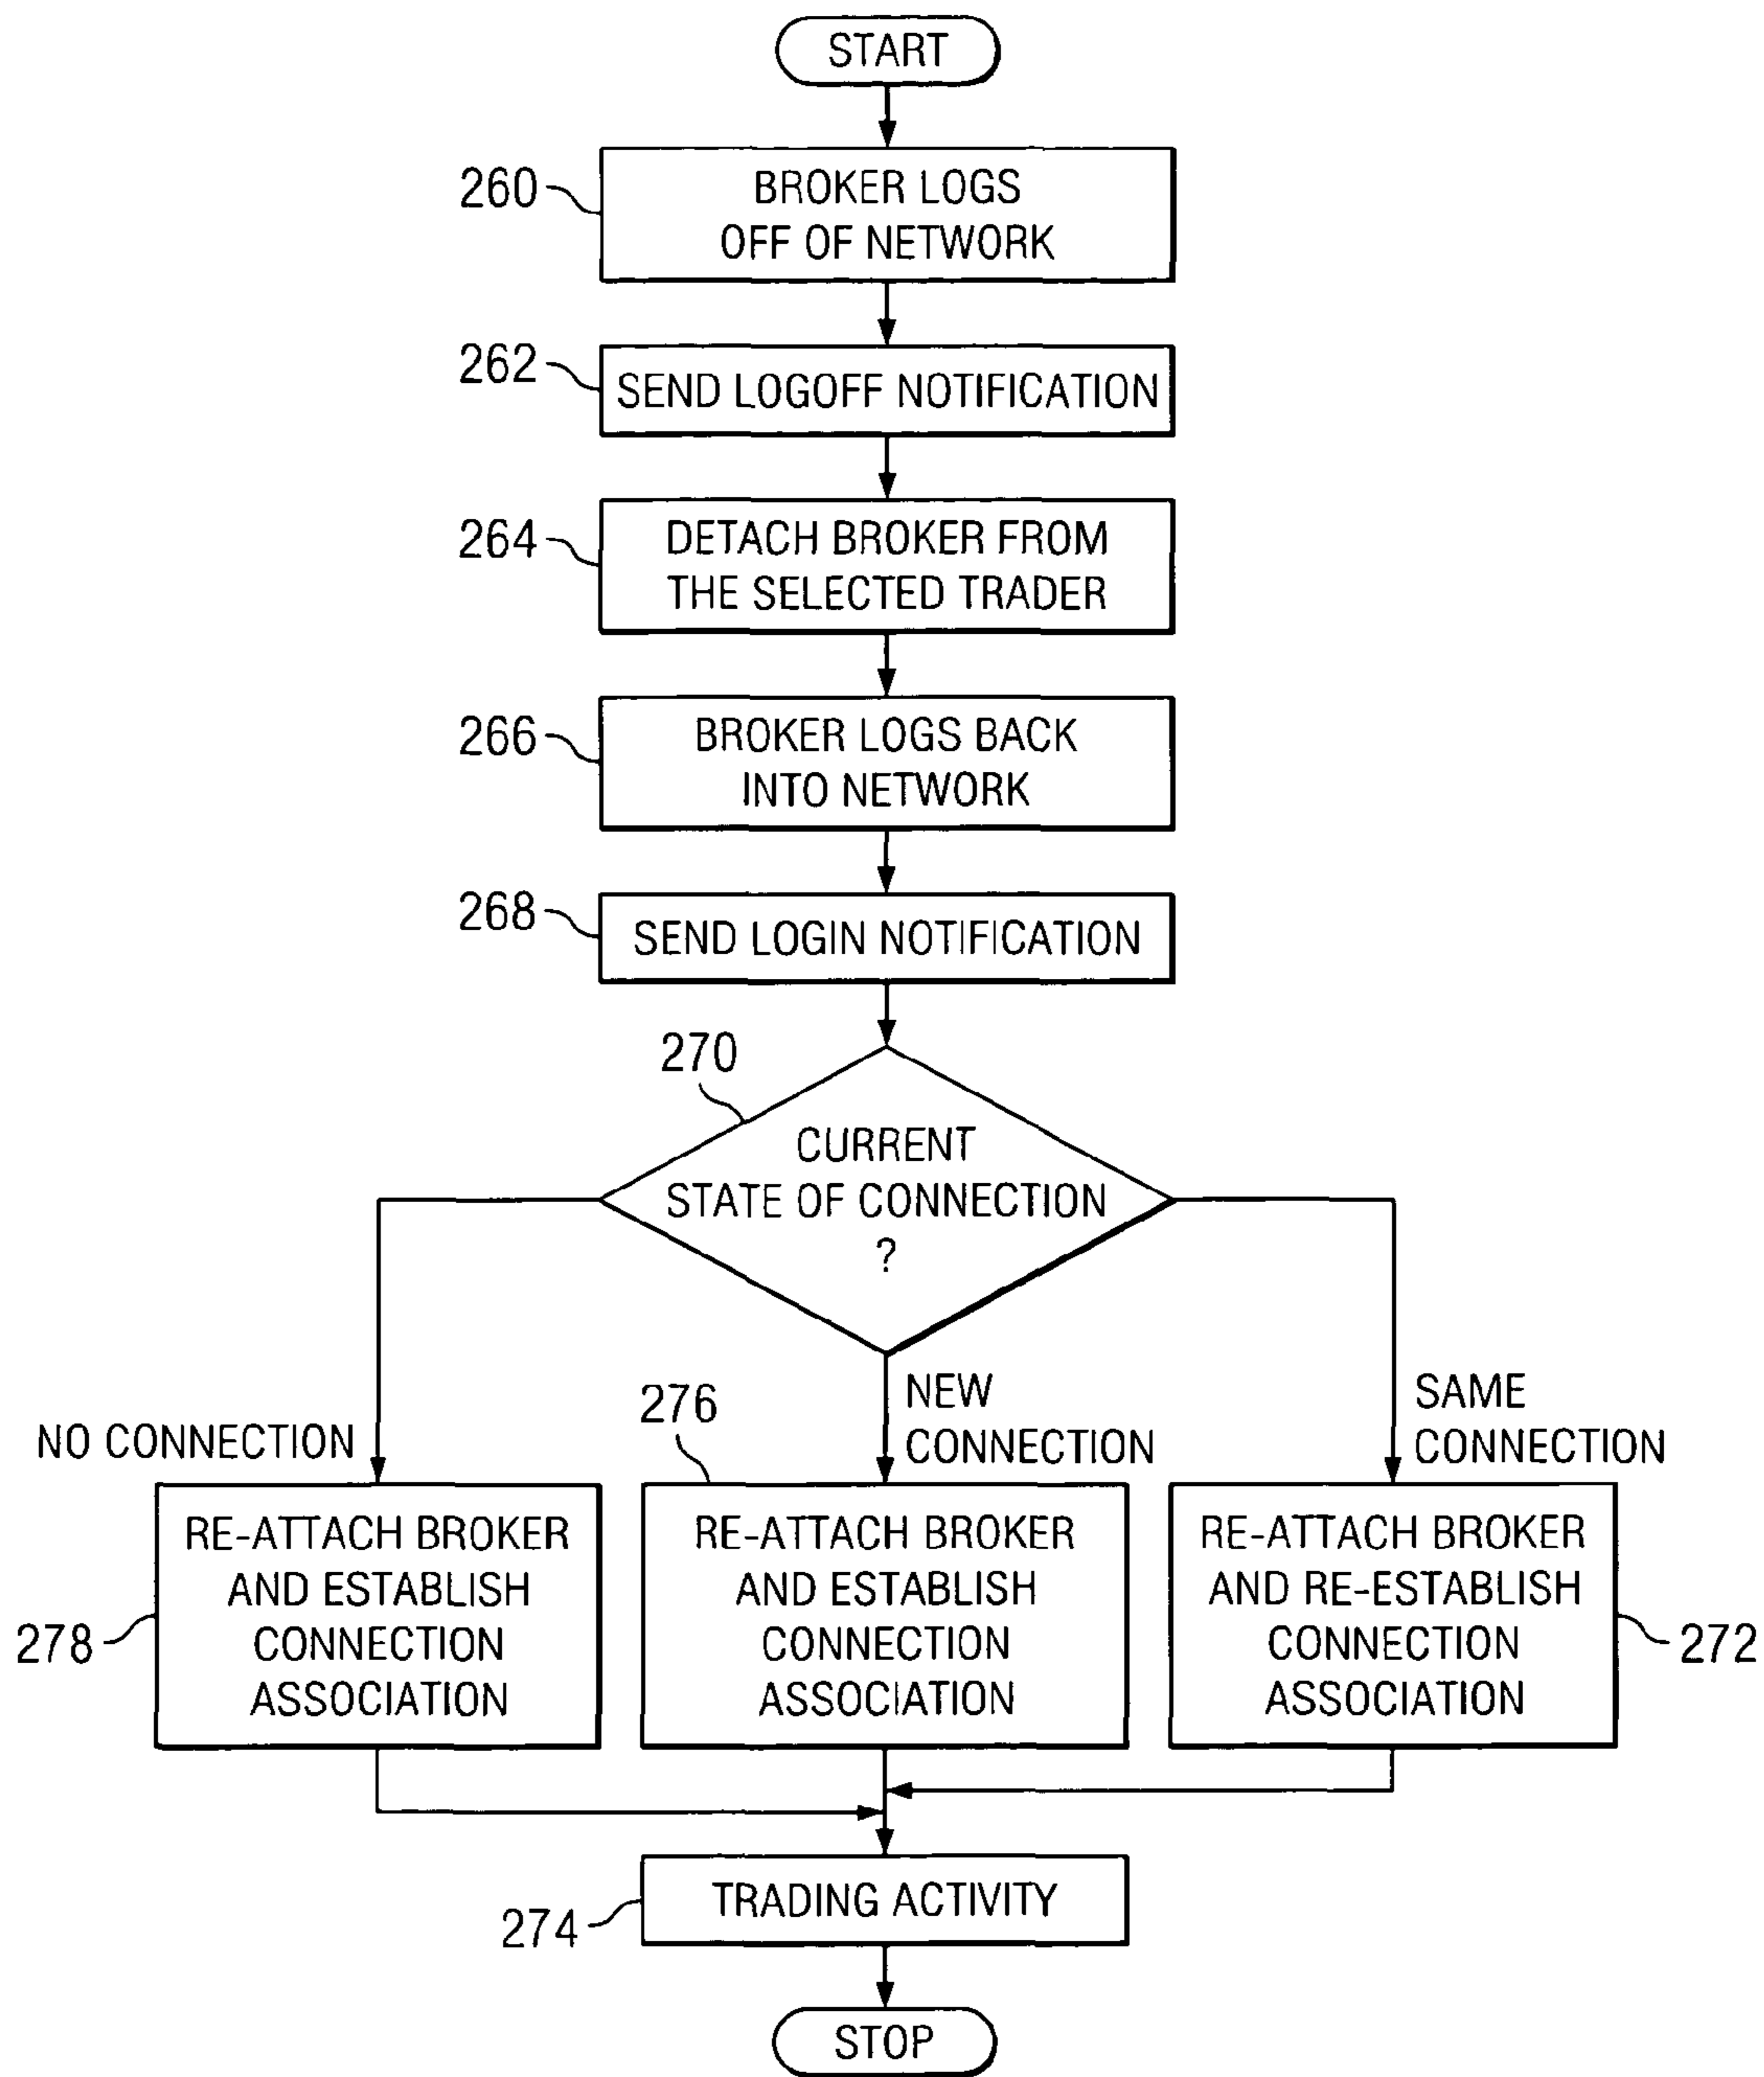 START
260
BROKER LOGS
OFF OF NETWORK
262
SEND LOGOFF NOTIFICATION
264
DETACH BROKER FROM
THE SELECTED TRADER
266
BROKER LOGS BACK
INTO NETWORK
268
SEND LOGIN NOTIFICATION
270
CURRENT
STATE OF CONNECTION
?
NO CONNECTION
276
NEW
CONNECTION
SAME
CONNECTION
278
RE-ATTACH BROKER
AND ESTABLISH
CONNECTION
ASSOCIATION
RE-ATTACH BROKER
AND ESTABLISH
CONNECTION
ASSOCIATION
RE-ATTACH BROKER
AND RE-ESTABLISH
CONNECTION
ASSOCIATION
272
274
TRADING ACTIVITY
STOP